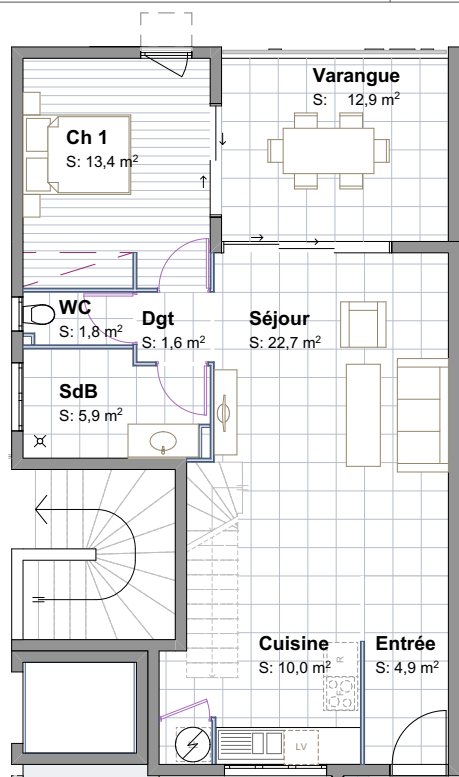 Varangue
S: 12,9 m²
Ch 1
S: 13,4 m²
WC
S: 1,8 m²
Dgt
S: 1,6 m²
Séjour
S: 22,7 m²
SdB
S: 5,9 m²
Cuisine
S: 10,0 m²
Entrée
S: 4,9 m²
R
F
LV